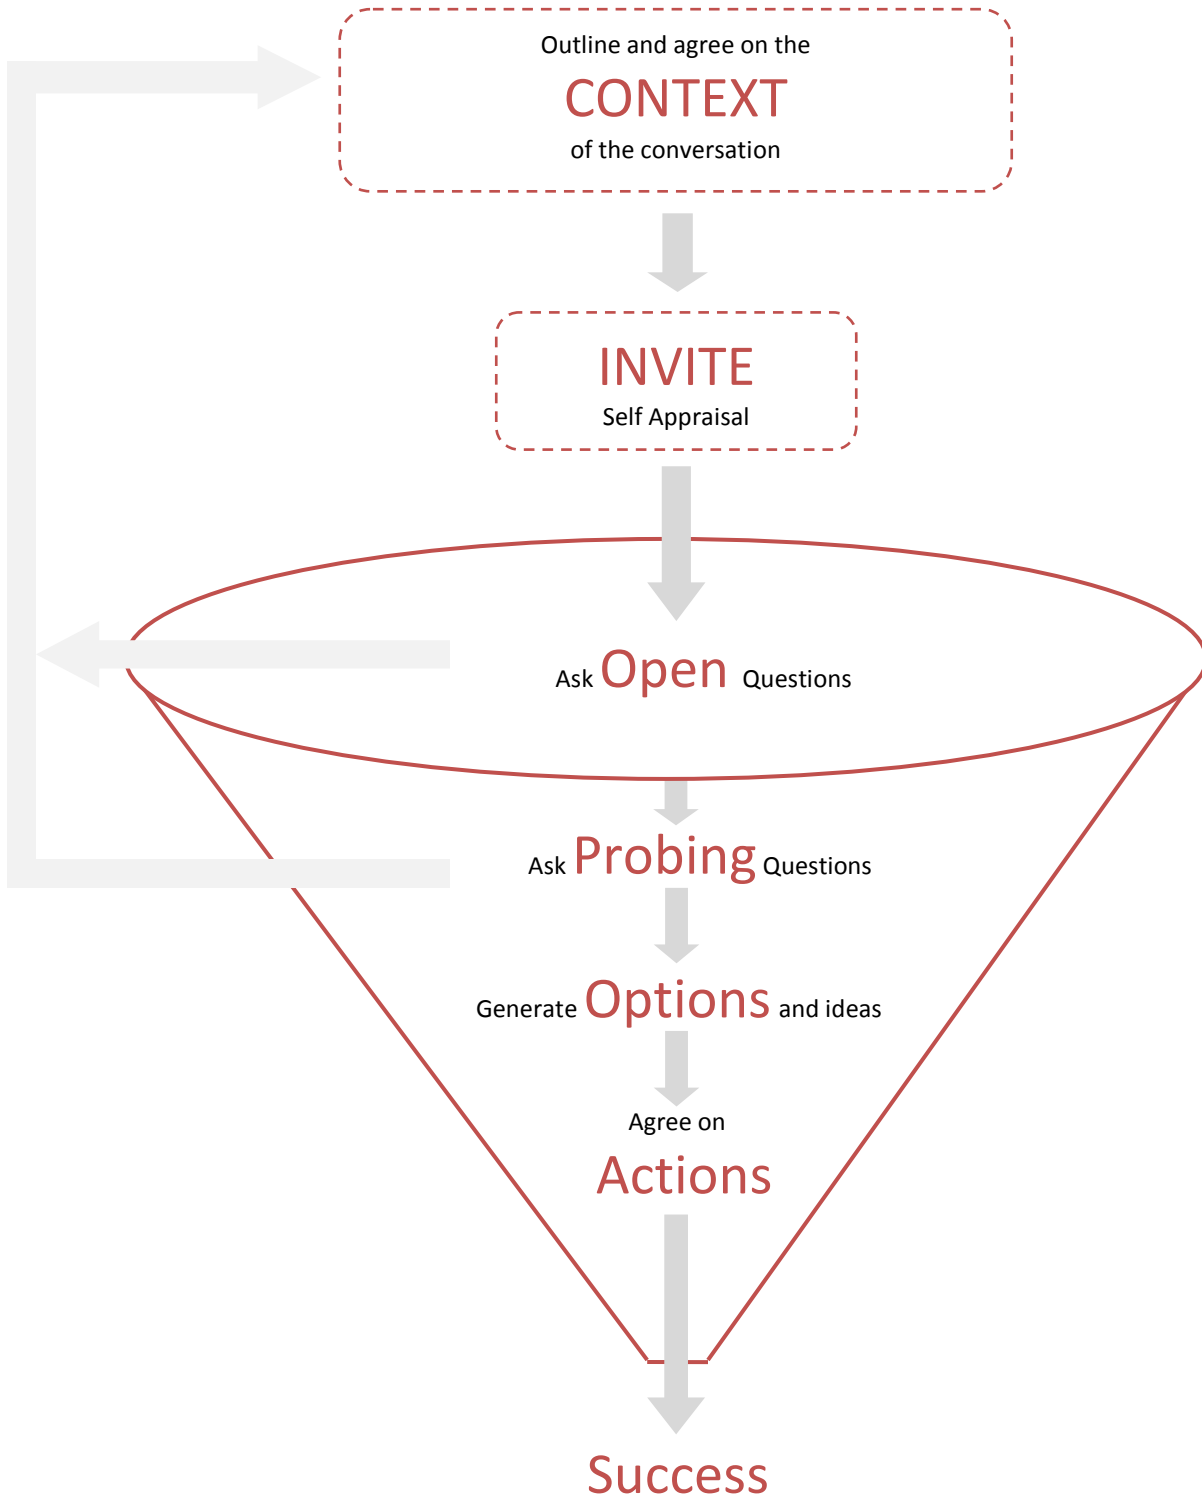 Outline and agree on the
CONTEXT
of the conversation
INVITE
Self Appraisal
Ask Open Questions
Ask Probing Questions
Generate Options and ideas
Agree on
Actions
Success